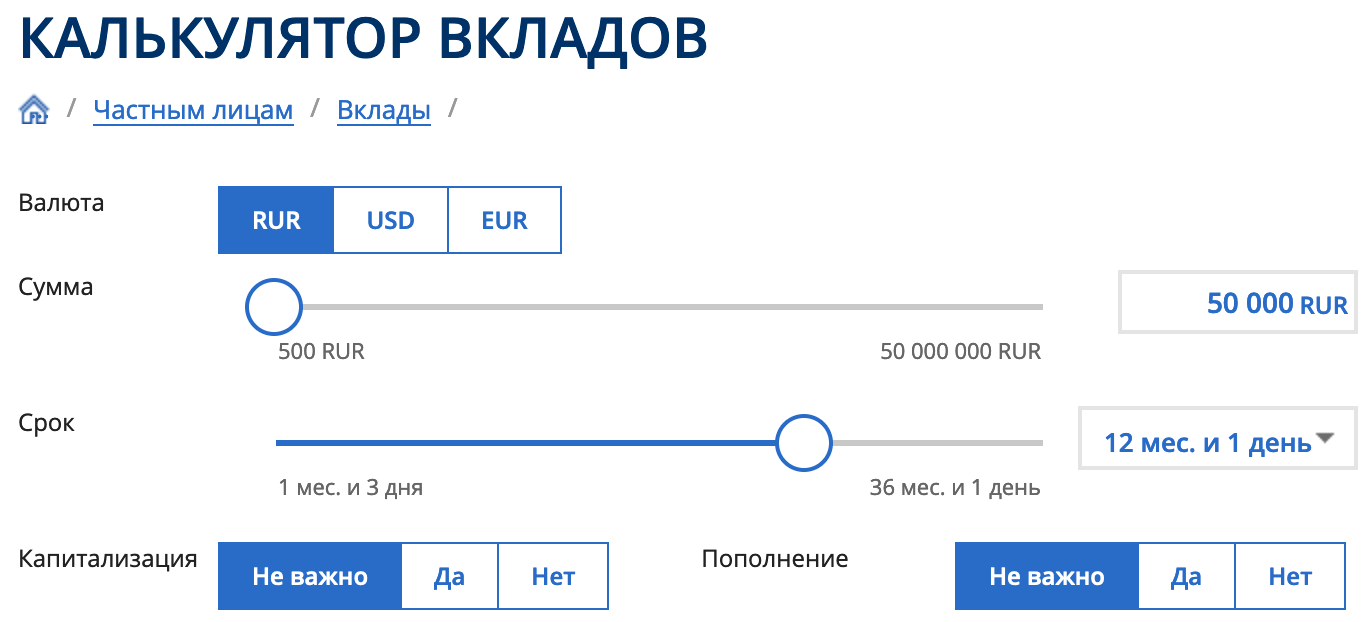 КАЛЬКУЛЯТОР ВКЛАДОВ
/ Частным лицам / Вклады /
Валюта RUR USD EUR
Сумма 50 000 RUR
500 RUR 50 000 000 RUR
Срок 12 мес. и 1 день
1 мес. и 3 дня 36 мес. и 1 день
Капитализация Не важно Да Нет Пополнение Не важно Да Нет